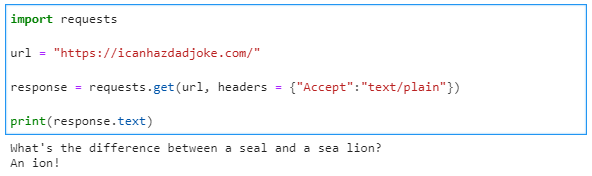 import requests
url = "https://icanhazdadjoke.com/"
response = requests.get(url, headers = {"Accept":"text/plain"})
print(response.text)
What's the difference between a seal and a sea lion?
An ion!